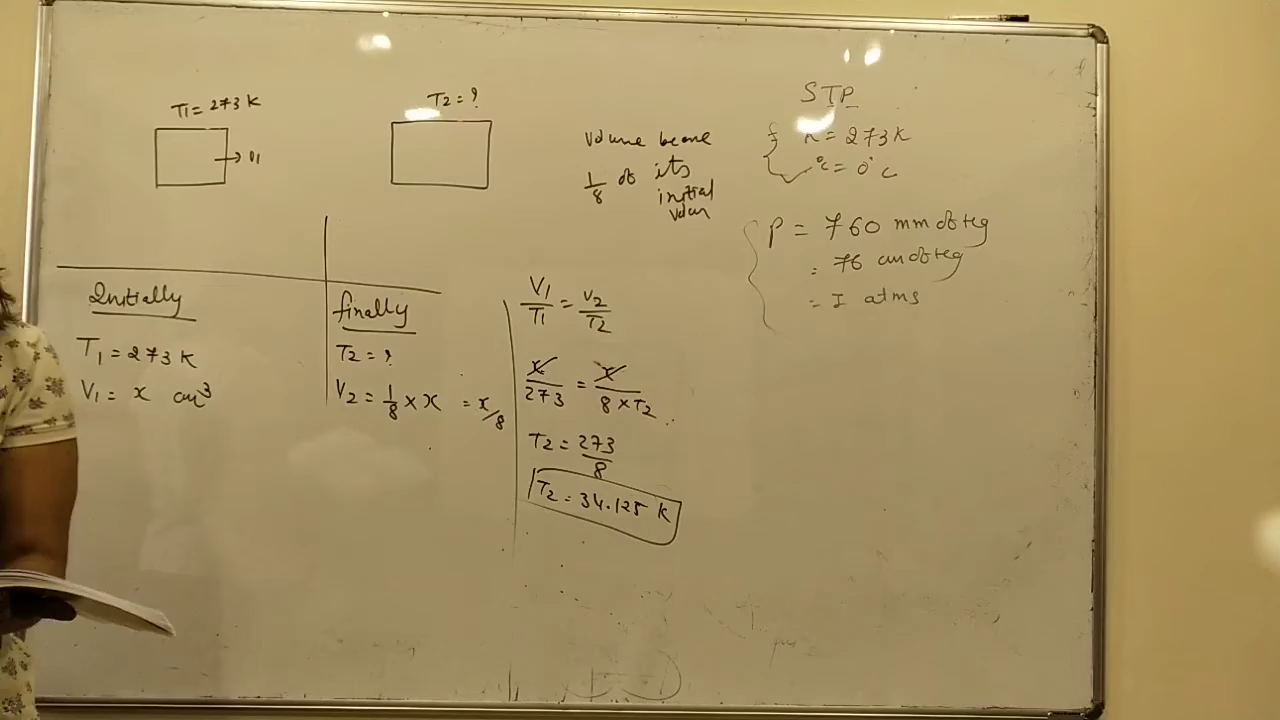 T1 = 273 K
V1
T2 = ?
Volume become
1/8 of its
initial
STP
K = 273 K
°C = 0°C
P = 760 mm of Hg
= 76 cm of Hg
= I atms
Initially
T1 = 273 K
V1 = x cm³
finally
T2 = ?
V2 = 1/8 × x = x/8
V1/T1 = V2/T2
x/273 = x/8×T2
T2 = 273/8
T2 = 34.125 K